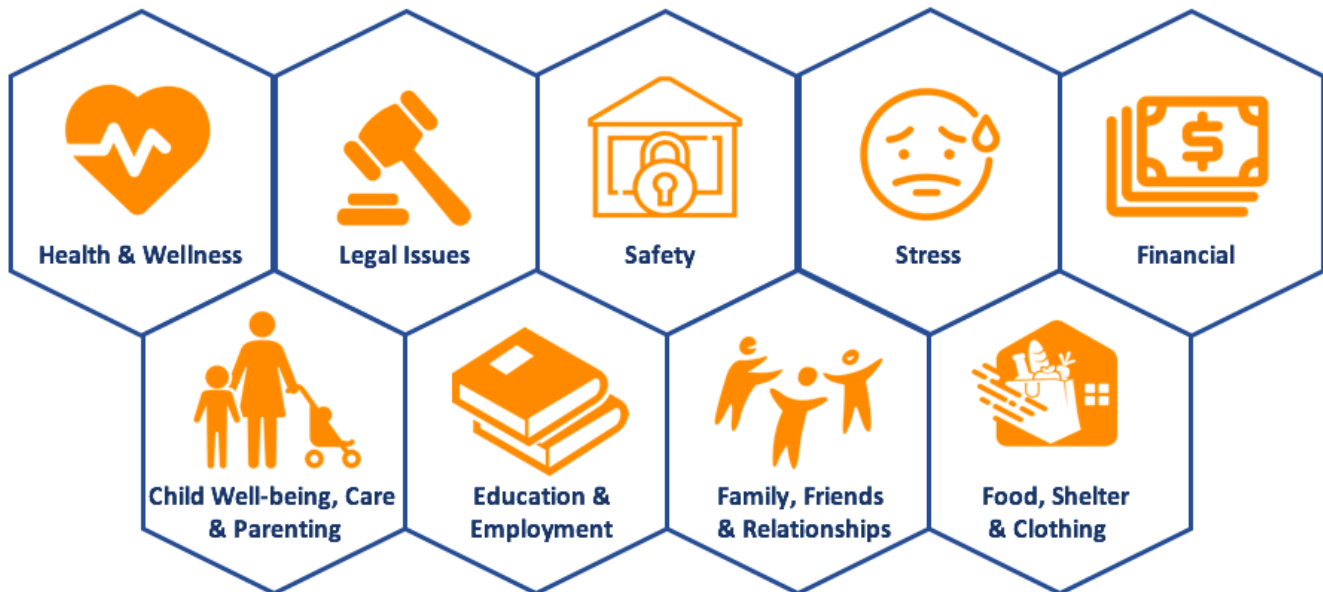 Health & Wellness
Legal Issues
Safety
Stress
$
Financial
Child Well-being, Care
& Parenting
Education &
Employment
Family, Friends
& Relationships
Food, Shelter
& Clothing